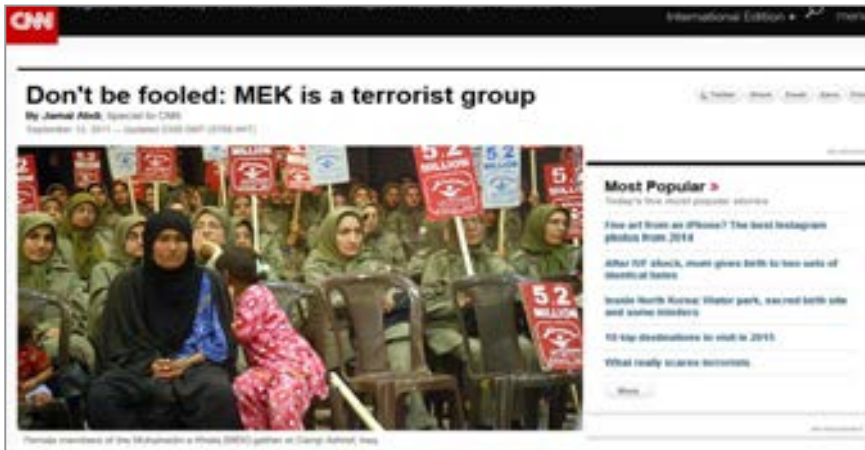 CNN
International Edition
Don't be fooled: MEK is a terrorist group
By Jamal Abdi, Special to CNN
September 13, 2011
5.2
MILLION
5.2
MILLION
5.2
MILLION
Most Popular »
Today's five most popular stories
Fine art from an iPhone? The best Instagram
photos from 2014
After IVF shock, mom gives birth to two sets of
identical twins
Inside North Korea: Water park, sacred birth site
and some minders
10 top destinations to visit in 2015
What really scares terrorists
More
Female members of the Mujahedin-e Khalq (MEK) gather at Camp Ashraf, Iraq.